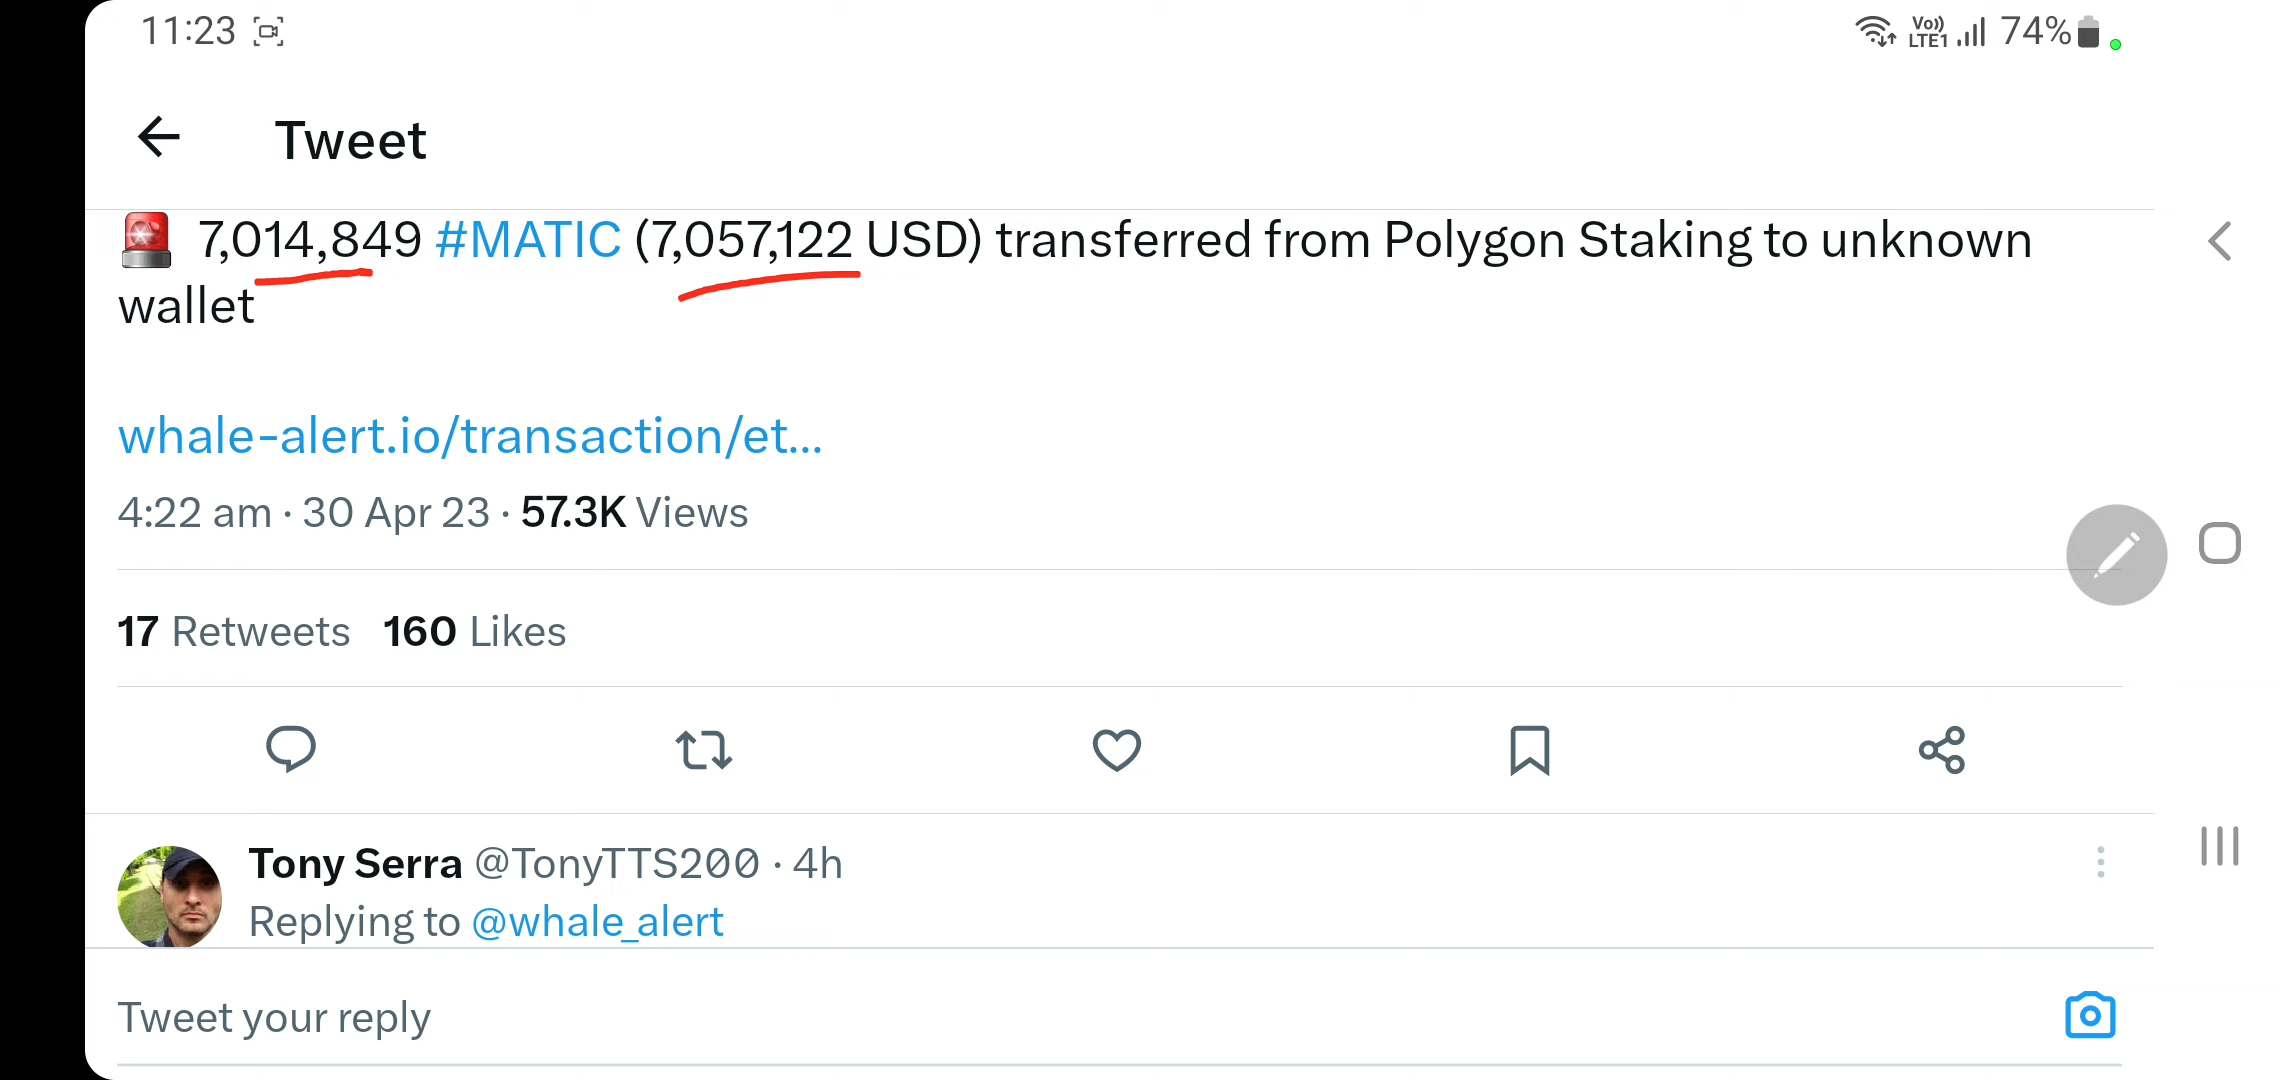 11:23
Vo)) LTE1 74%
Tweet
7,014,849 #MATIC (7,057,122 USD) transferred from Polygon Staking to unknown
wallet
whale-alert.io/transaction/et...
4:22 am · 30 Apr 23 · 57.3K Views
17 Retweets 160 Likes
Tony Serra @TonyTTS200 · 4h
Replying to @whale_alert
Tweet your reply